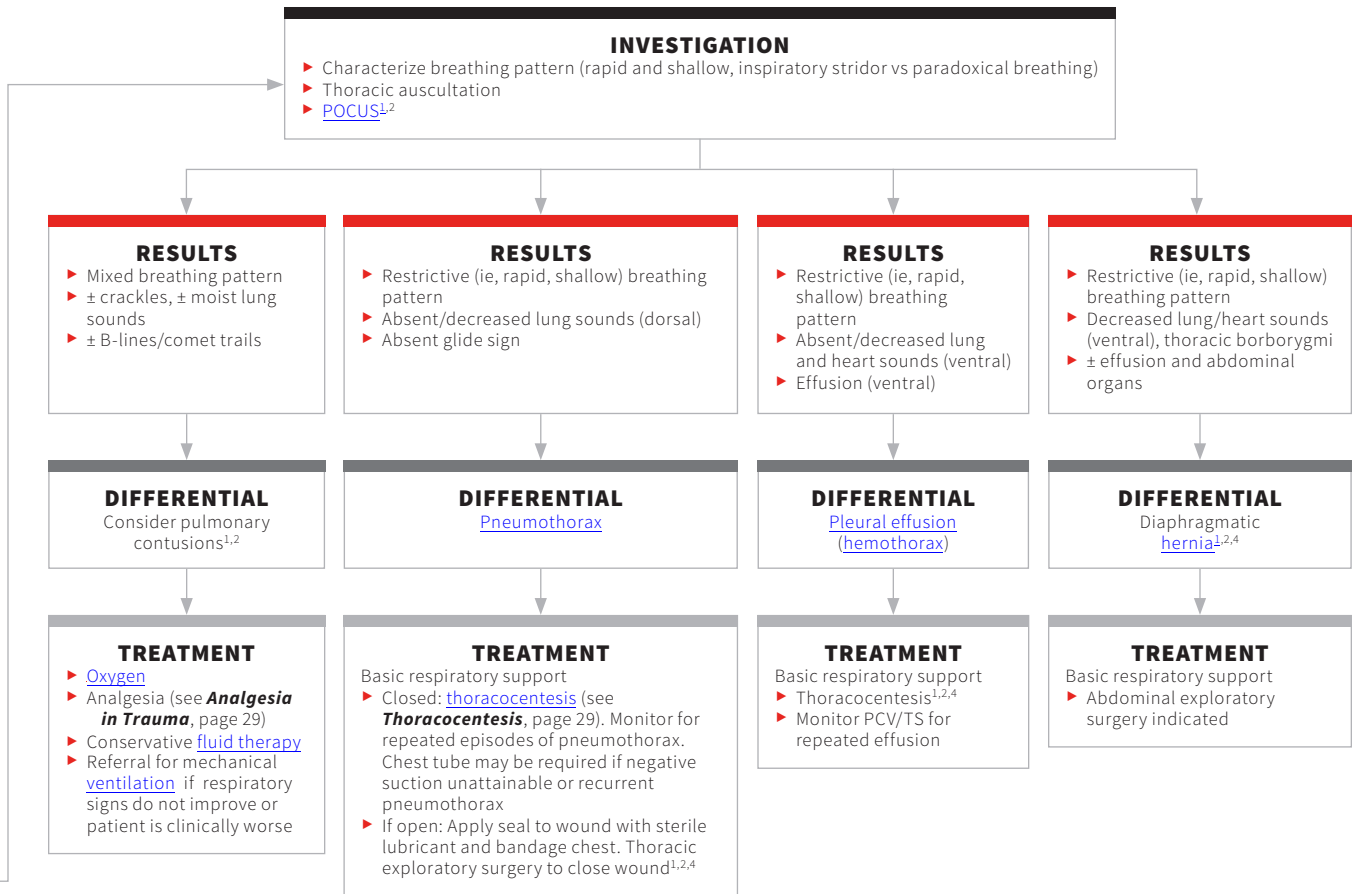 INVESTIGATION
▶ Characterize breathing pattern (rapid and shallow, inspiratory stridor vs paradoxical breathing)
▶ Thoracic auscultation
▶ POCUS1,2
RESULTS
▶ Mixed breathing pattern
▶ ± crackles, ± moist lung
sounds
▶ ± B-lines/comet trails
RESULTS
▶ Restrictive (ie, rapid, shallow) breathing
pattern
▶ Absent/decreased lung sounds (dorsal)
▶ Absent glide sign
RESULTS
▶ Restrictive (ie, rapid,
shallow) breathing
pattern
▶ Absent/decreased lung
and heart sounds (ventral)
▶ Effusion (ventral)
RESULTS
▶ Restrictive (ie, rapid, shallow)
breathing pattern
▶ Decreased lung/heart sounds
(ventral), thoracic borborygmi
▶ ± effusion and abdominal
organs
DIFFERENTIAL
Consider pulmonary
contusions1,2
DIFFERENTIAL
Pneumothorax
DIFFERENTIAL
Pleural effusion
(hemothorax)
DIFFERENTIAL
Diaphragmatic
hernia1,2,4
TREATMENT
▶ Oxygen
▶ Analgesia (see Analgesia
in Trauma, page 29)
▶ Conservative fluid therapy
▶ Referral for mechanical
ventilation if respiratory
signs do not improve or
patient is clinically worse
TREATMENT
Basic respiratory support
▶ Closed: thoracocentesis (see
Thoracocentesis, page 29). Monitor for
repeated episodes of pneumothorax.
Chest tube may be required if negative
suction unattainable or recurrent
pneumothorax
▶ If open: Apply seal to wound with sterile
lubricant and bandage chest. Thoracic
exploratory surgery to close wound1,2,4
TREATMENT
Basic respiratory support
▶ Thoracocentesis1,2,4
▶ Monitor PCV/TS for
repeated effusion
TREATMENT
Basic respiratory support
▶ Abdominal exploratory
surgery indicated